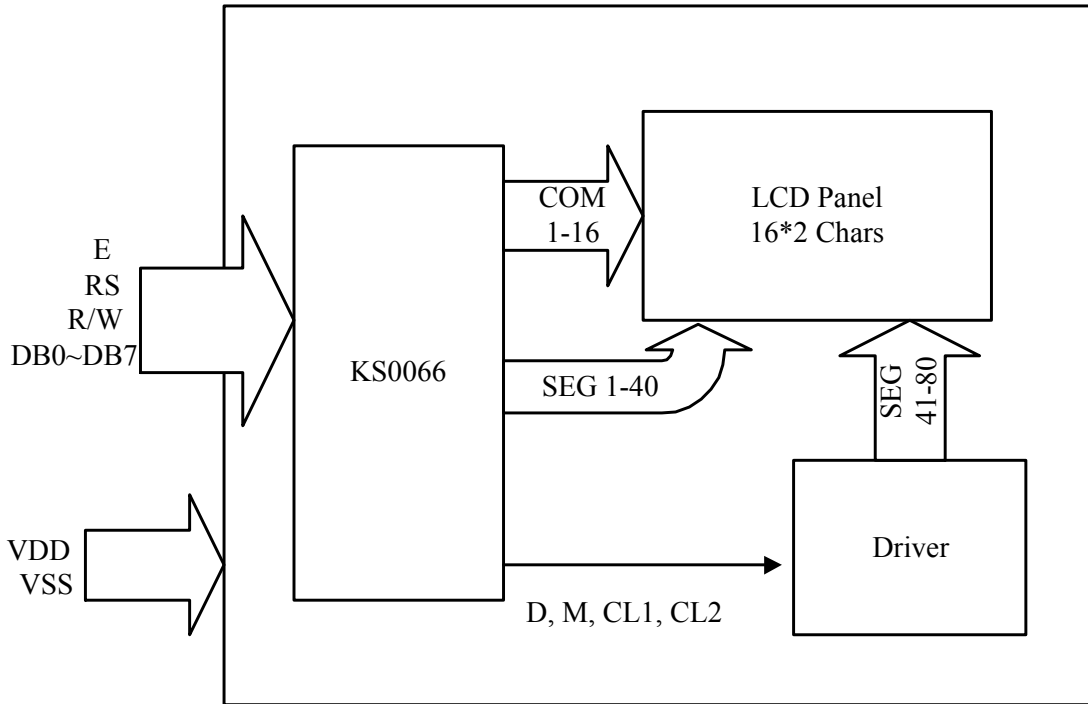 E
RS
R/W
DB0~DB7
VDD
VSS
KS0066
COM
1-16
SEG 1-40
D, M, CL1, CL2
LCD Panel
16*2 Chars
SEG
41-80
Driver